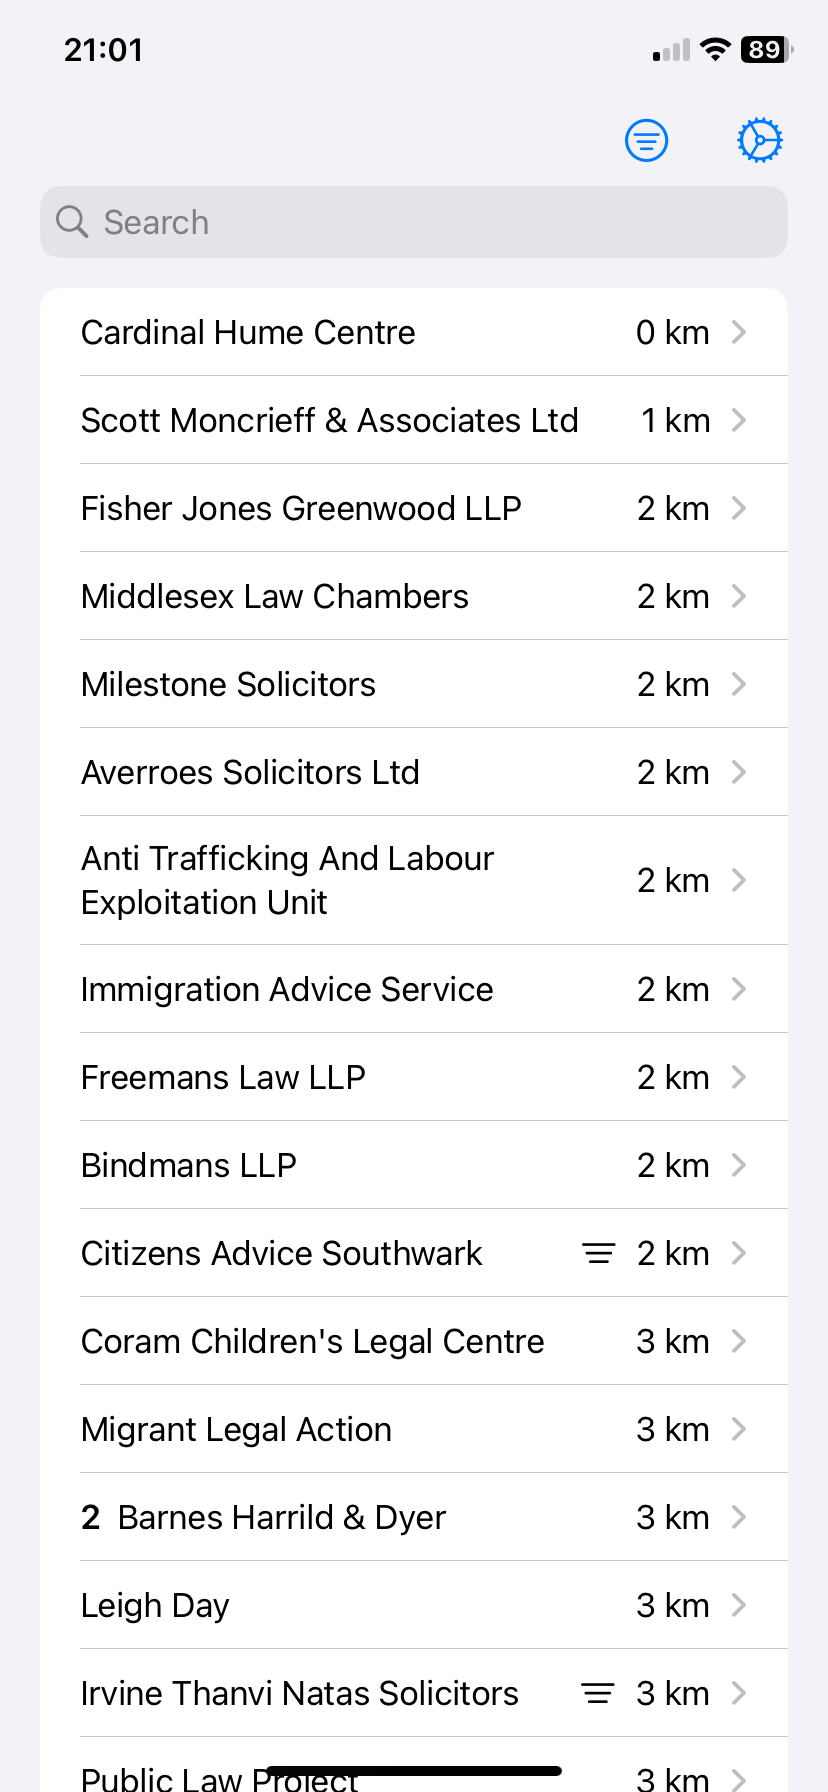 21:01
89
Search
Cardinal Hume Centre 0 km
Scott Moncrieff & Associates Ltd 1 km
Fisher Jones Greenwood LLP 2 km
Middlesex Law Chambers 2 km
Milestone Solicitors 2 km
Averroes Solicitors Ltd 2 km
Anti Trafficking And Labour
Exploitation Unit 2 km
Immigration Advice Service 2 km
Freemans Law LLP 2 km
Bindmans LLP 2 km
Citizens Advice Southwark 2 km
Coram Children's Legal Centre 3 km
Migrant Legal Action 3 km
2 Barnes Harrild & Dyer 3 km
Leigh Day 3 km
Irvine Thanvi Natas Solicitors 3 km
Public Law Project 3 km